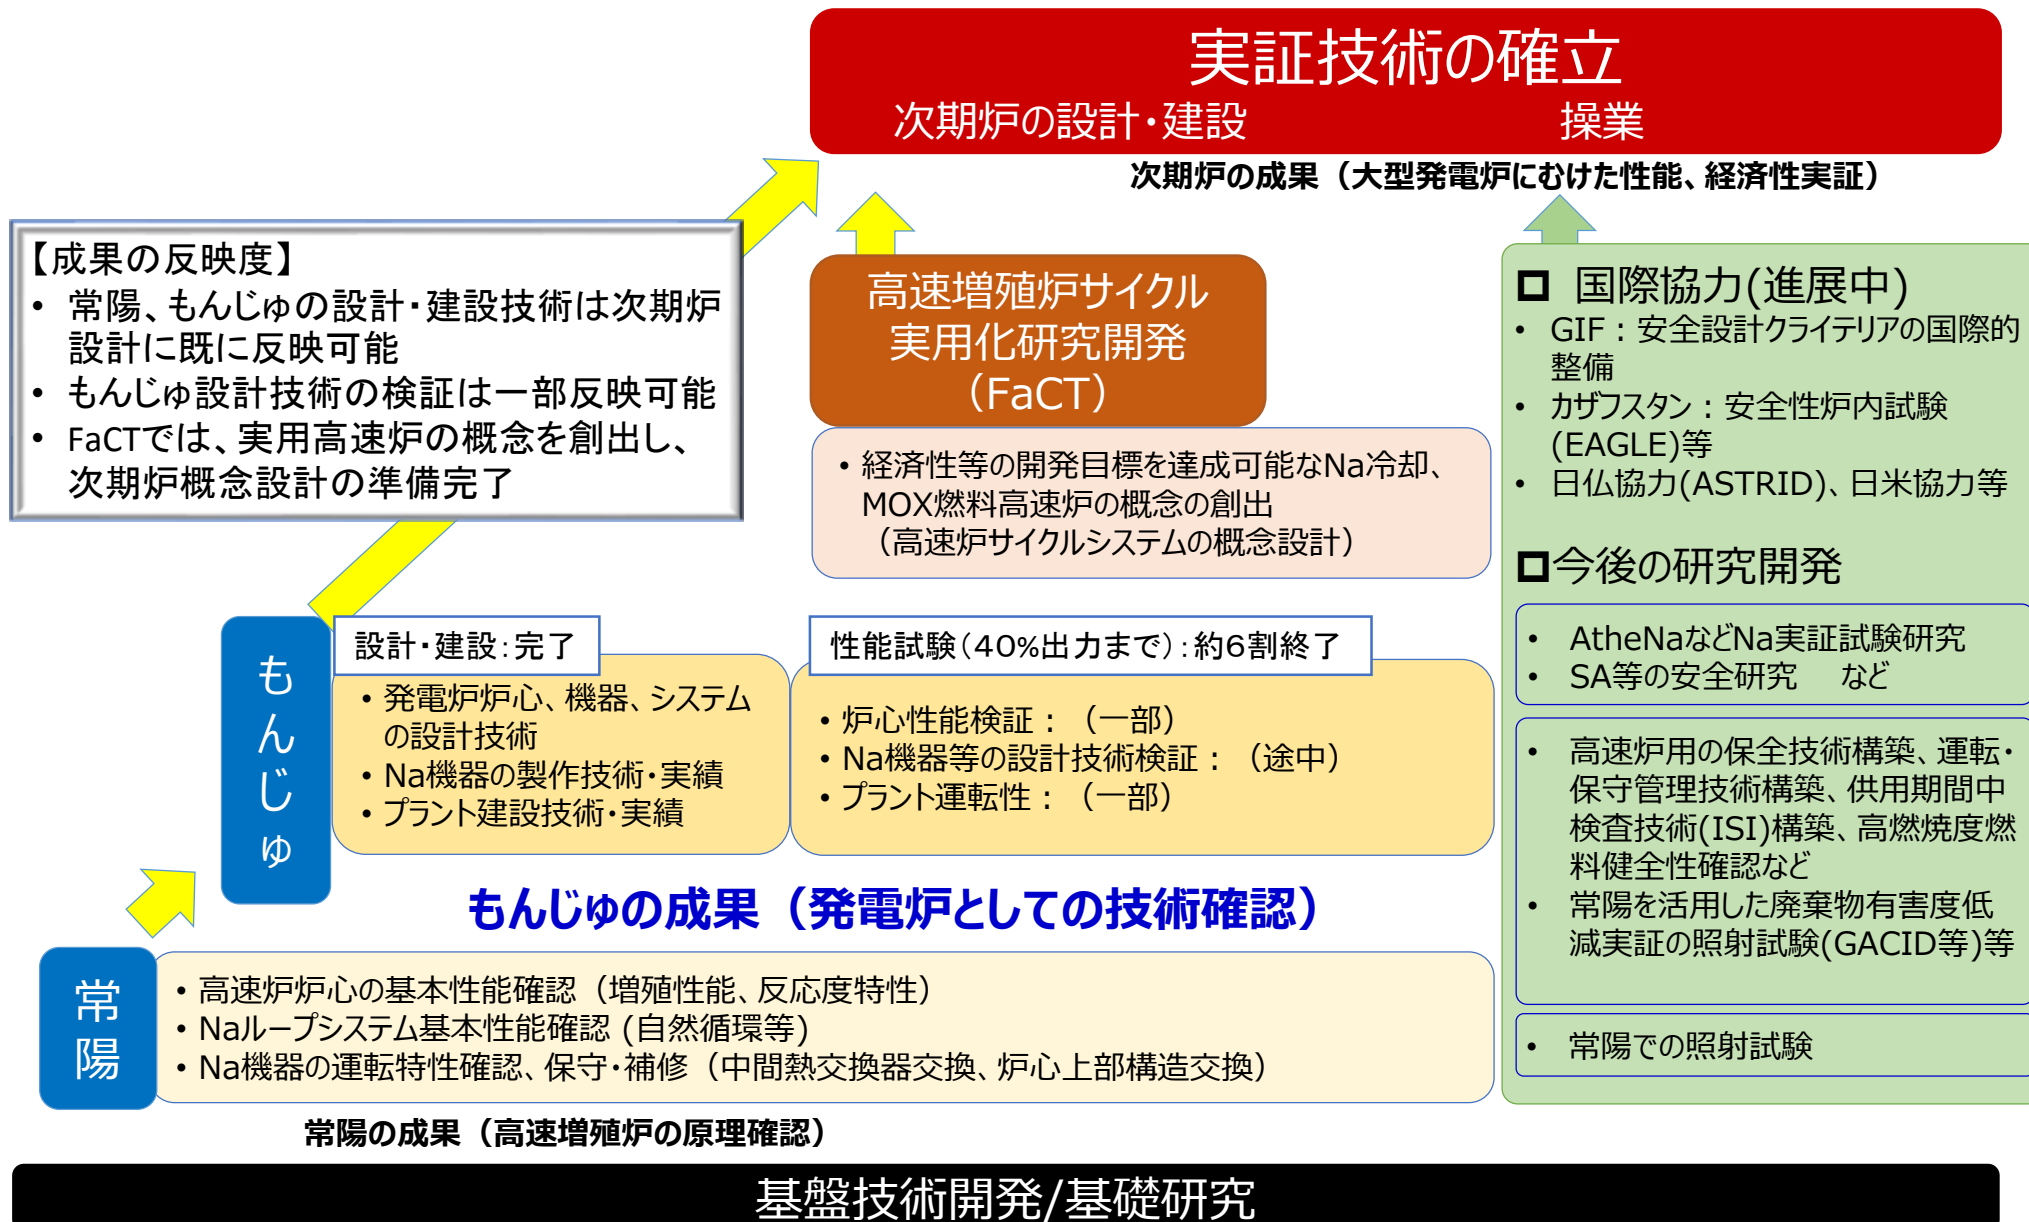 実証技術の確立
次期炉の設計・建設 操業
次期炉の成果（大型発電炉にむけた性能、経済性実証）
【成果の反映度】
• 常陽、もんじゅの設計・建設技術は次期炉
設計に既に反映可能
• もんじゅ設計技術の検証は一部反映可能
• FaCTでは、実用高速炉の概念を創出し、
次期炉概念設計の準備完了
高速増殖炉サイクル
実用化研究開発
（FaCT）
• 経済性等の開発目標を達成可能なNa冷却、
MOX燃料高速炉の概念の創出
（高速炉サイクルシステムの概念設計）
国際協力(進展中)
• GIF：安全設計クライテリアの国際的
整備
• カザフスタン：安全性炉内試験
(EAGLE)等
• 日仏協力(ASTRID)、日米協力等
今後の研究開発
• AtheNaなどNa実証試験研究
• SA等の安全研究 など
• 高速炉用の保全技術構築、運転・
保守管理技術構築、供用期間中
検査技術(ISI)構築、高燃焼度燃
料健全性確認など
• 常陽を活用した廃棄物有害度低
減実証の照射試験(GACID等)等
• 常陽での照射試験
もんじゅ
設計・建設：完了
• 発電炉炉心、機器、システム
の設計技術
• Na機器の製作技術・実績
• プラント建設技術・実績
性能試験（40%出力まで）：約6割終了
• 炉心性能検証：（一部）
• Na機器等の設計技術検証：（途中）
• プラント運転性：（一部）
もんじゅの成果（発電炉としての技術確認）
常陽
• 高速炉炉心の基本性能確認（増殖性能、反応度特性）
• Naループシステム基本性能確認 (自然循環等)
• Na機器の運転特性確認、保守・補修（中間熱交換器交換、炉心上部構造交換）
常陽の成果（高速増殖炉の原理確認）
基盤技術開発/基礎研究